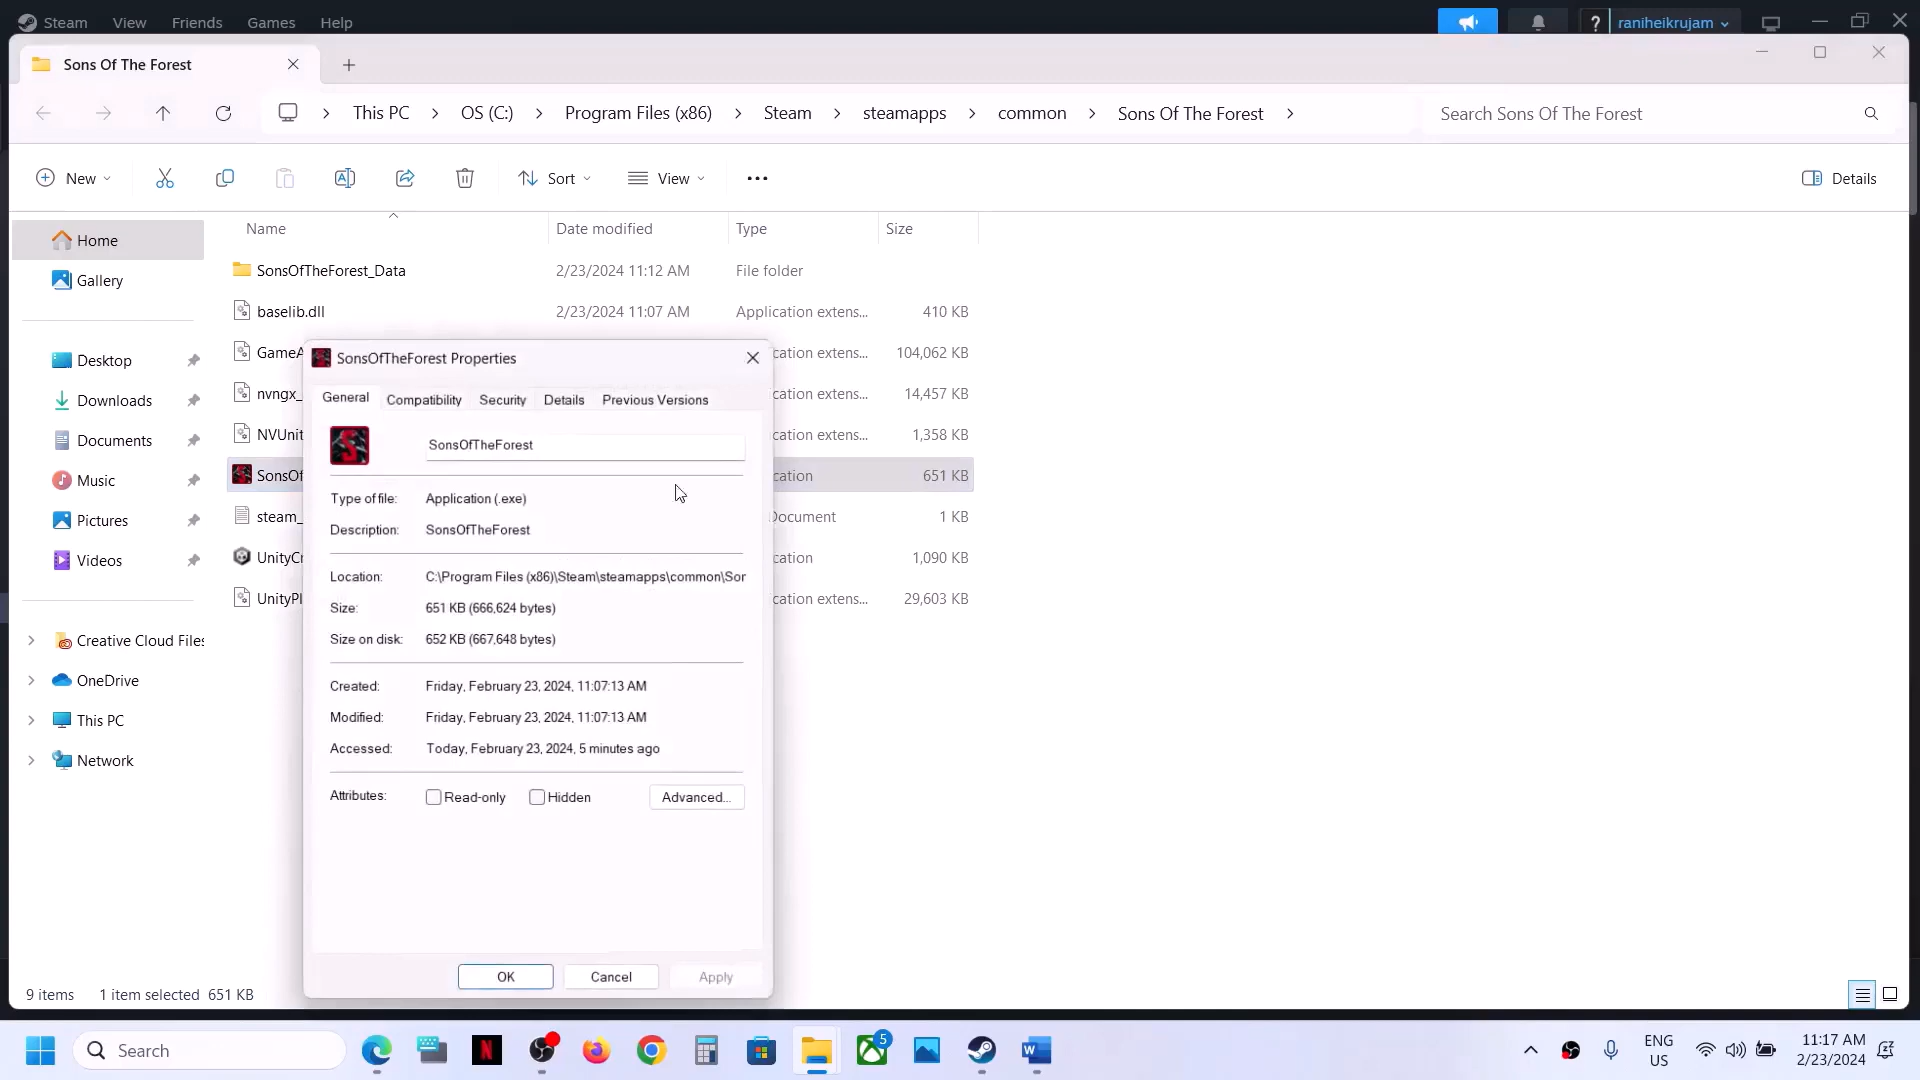 Steam View Friends Games Help ? raniheikrujam
Sons Of The Forest
This PC OS (C:) Program Files (x86) Steam steamapps common Sons Of The Forest Search Sons Of The Forest
New Sort View Details
Name Date modified Type Size
Home
Gallery
Desktop
Downloads
Documents
Music
Pictures
Videos
Creative Cloud Files
OneDrive
This PC
Network
SonsOfTheForest_Data 2/23/2024 11:12 AM File folder
baselib.dll 2/23/2024 11:07 AM Application extens... 410 KB
GameA cation extens... 104,062 KB
nvngx_ cation extens... 14,457 KB
NVUnit cation extens... 1,358 KB
SonsOf cation 651 KB
steam_ Document 1 KB
UnityCr cation 1,090 KB
UnityPl cation extens... 29,603 KB
SonsOfTheForest Properties
General Compatibility Security Details Previous Versions
SonsOfTheForest
Type of file: Application (.exe)
Description: SonsOfTheForest
Location: C:\Program Files (x86)\Steam\steamapps\common\Sor
Size: 651 KB (666,624 bytes)
Size on disk: 652 KB (667,648 bytes)
Created: Friday, February 23, 2024, 11:07:13 AM
Modified: Friday, February 23, 2024, 11:07:13 AM
Accessed: Today, February 23, 2024, 5 minutes ago
Attributes: Read-only Hidden Advanced...
OK Cancel Apply
9 items 1 item selected 651 KB
Search 5 ENG 11:17 AM
US 2/23/2024